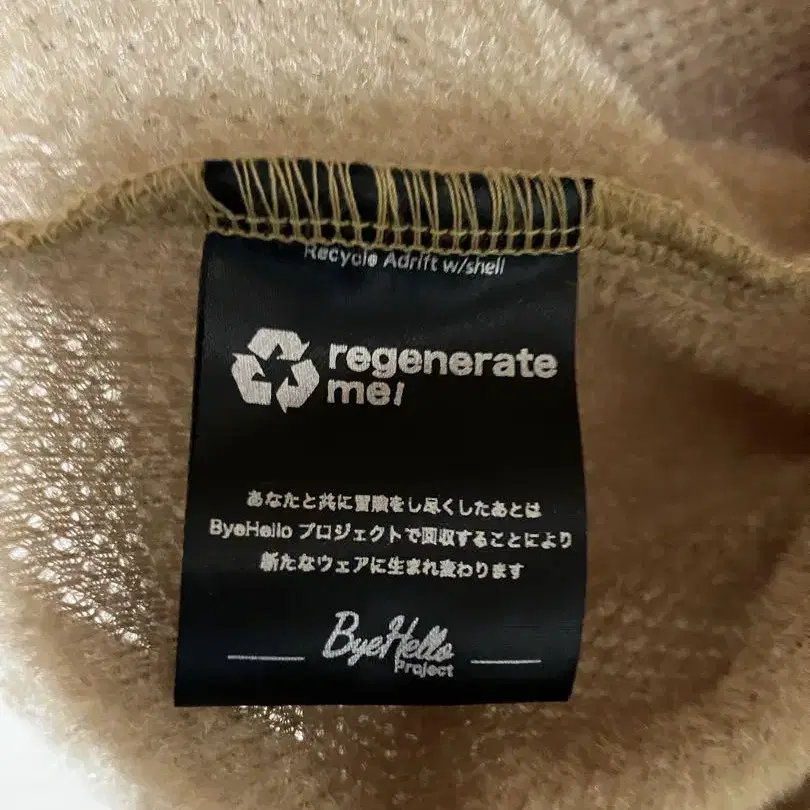 Recycle Adrift w/shell
regenerate
me!
あなたと共に冒険をし尽くしたあとは
ByeHello プロジェクトで回収することにより
新たなウェアに生まれ変わります
ByeHello
Project